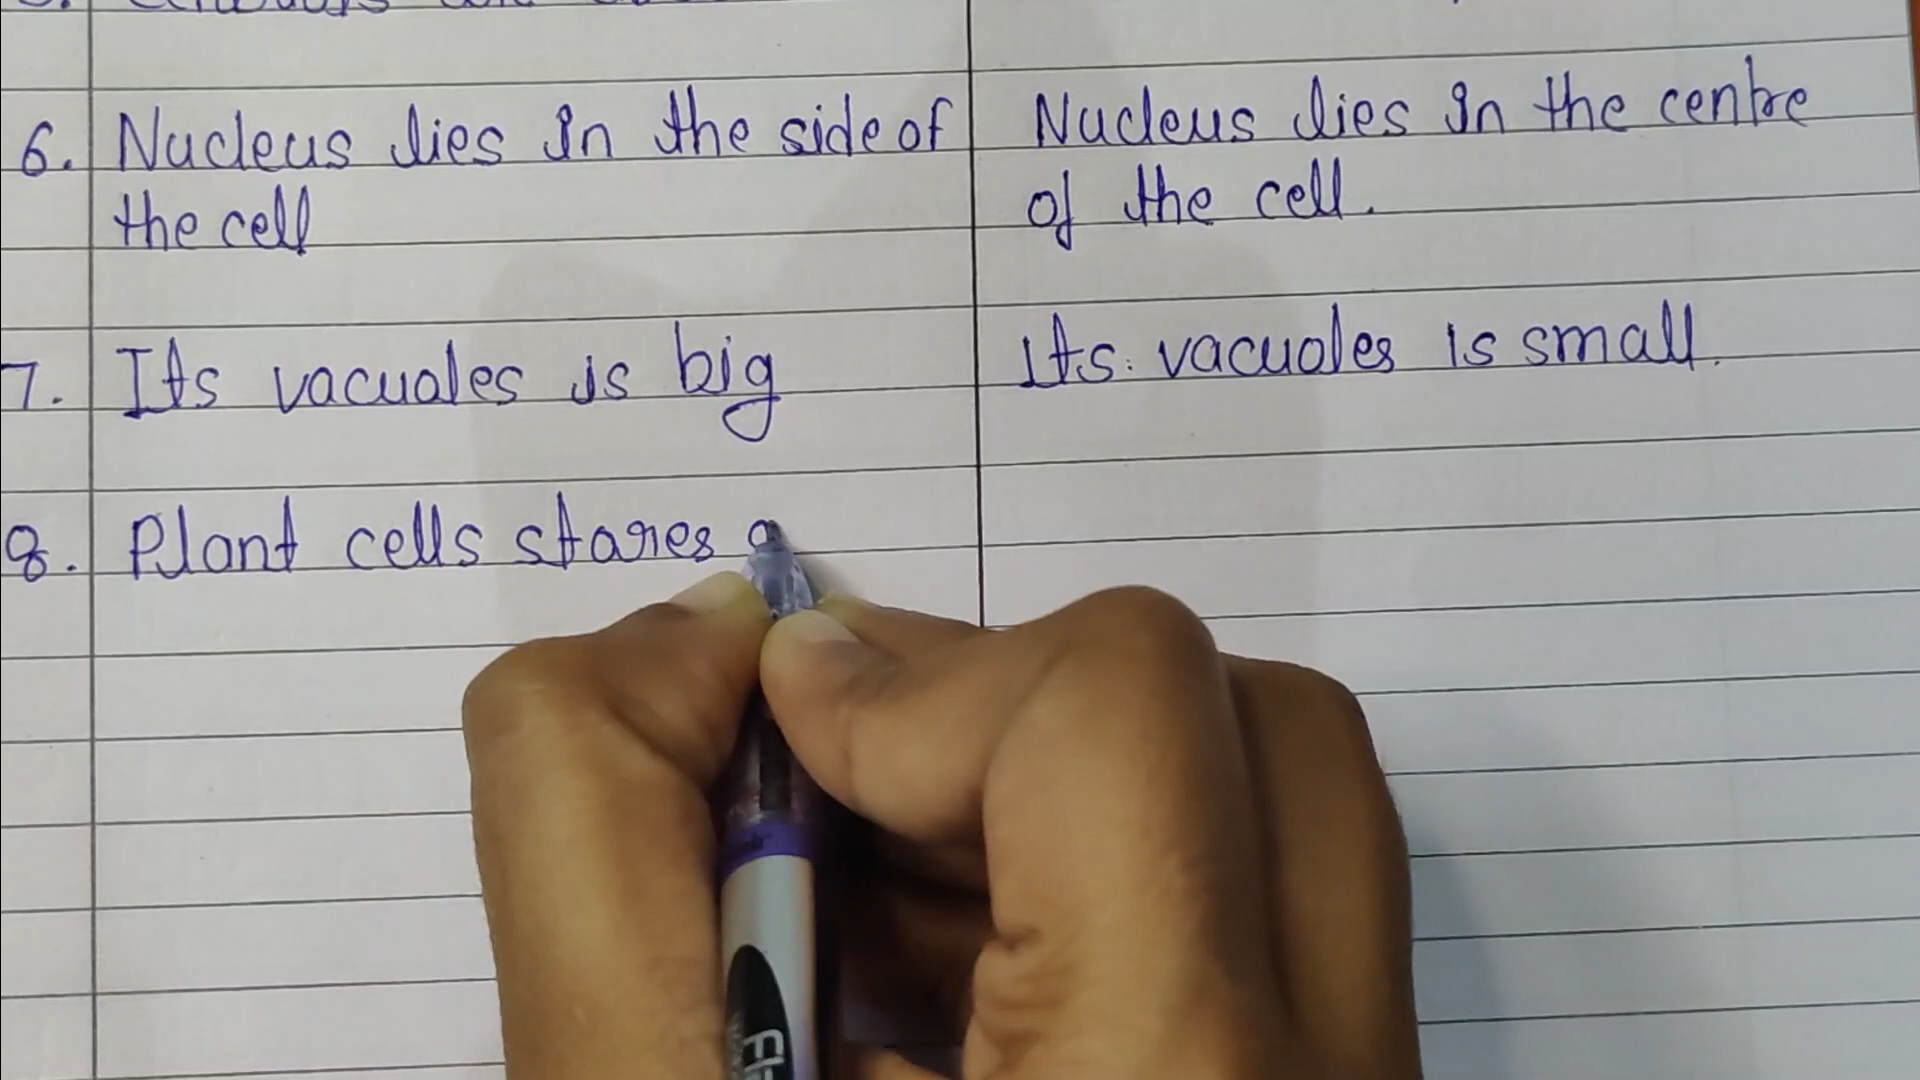 6. Nucleus lies in the side of
the cell
Nucleus lies in the centre
of the cell.
7. Its vacuoles is big
Its. vacuoles is small.
8. Plant cells stores